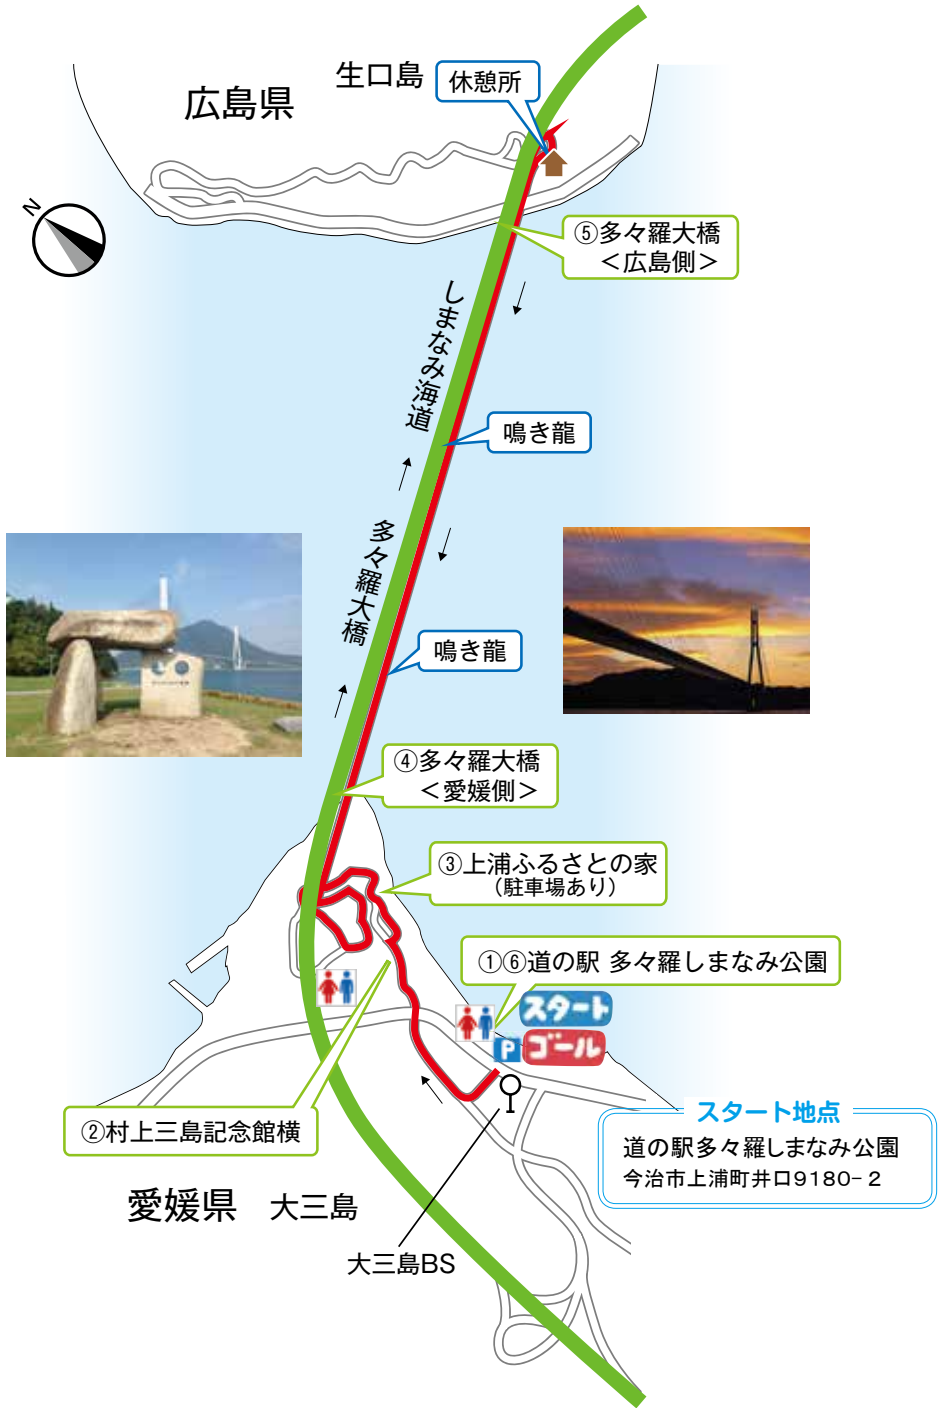 生口島
休憩所
広島県
N
⑤多々羅大橋
＜広島側＞
しまなみ海道
鳴き龍
多々羅大橋
鳴き龍
④多々羅大橋
＜愛媛側＞
③上浦ふるさとの家
（駐車場あり）
①⑥道の駅 多々羅しまなみ公園
スタート
P
ゴール
②村上三島記念館横
スタート地点
道の駅多々羅しまなみ公園
今治市上浦町井口9180-2
愛媛県
大三島
大三島BS